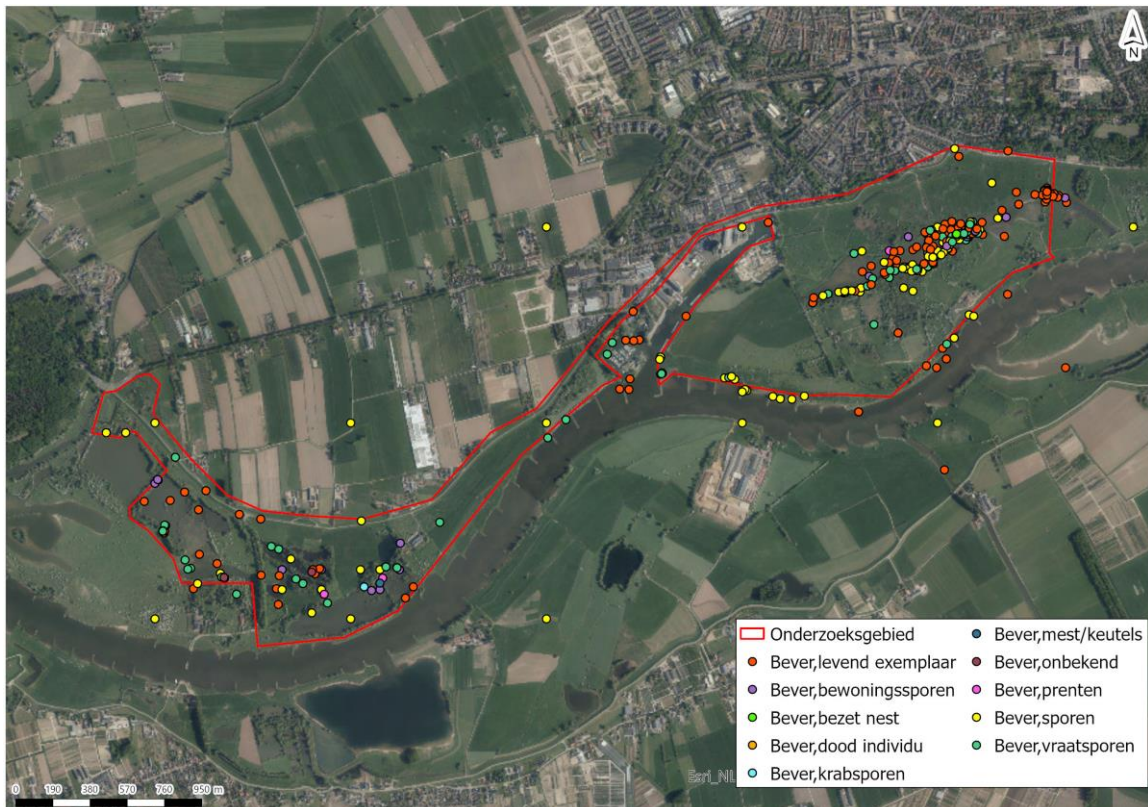 N
Onderzoeksgebied
Bever,levend exemplaar
Bever,bewoningssporen
Bever,bezet nest
Bever,dood individu
Bever,krabsporen
Bever,mest/keutels
Bever,onbekend
Bever,prenten
Bever,sporen
Bever,vraatsporen
0 190 380 570 760 950 m
Esri_NL